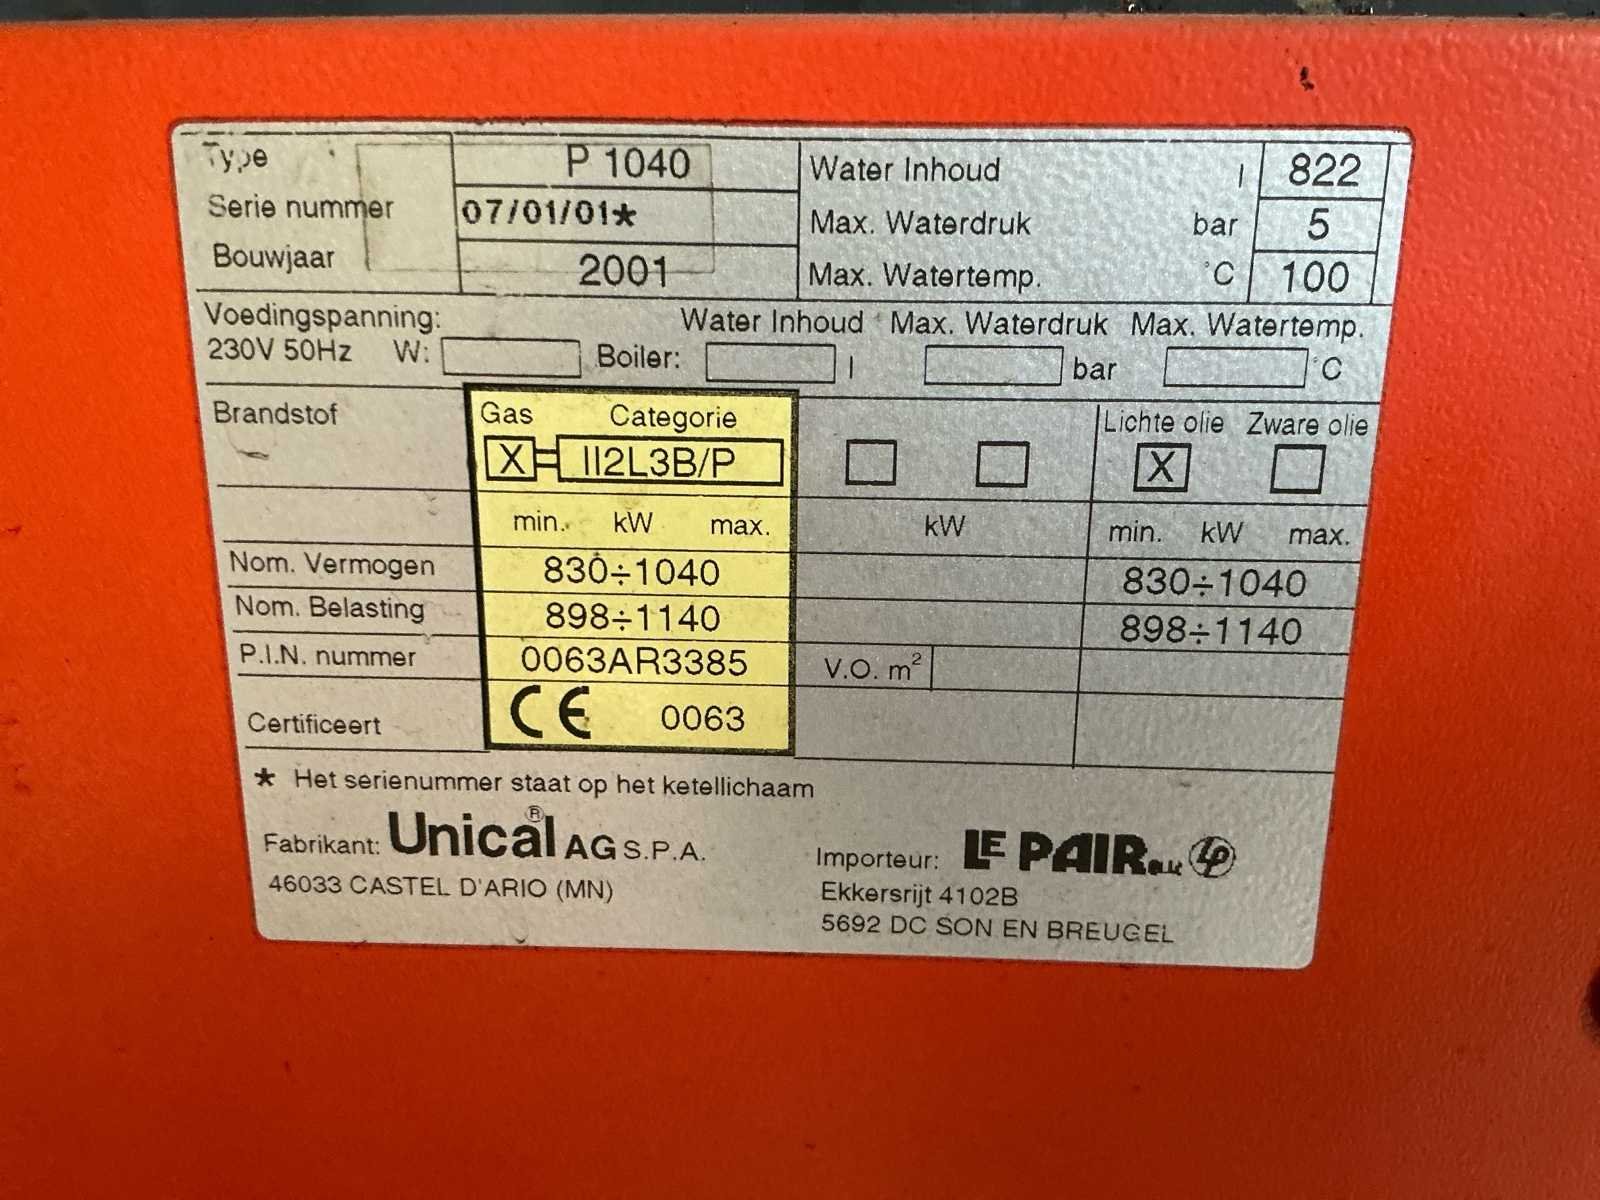 Type P 1040 Water Inhoud l 822
Serie nummer 07/01/01* Max. Waterdruk bar 5
Bouwjaar 2001 Max. Watertemp. °C 100
Voedingspanning: Water Inhoud Max. Waterdruk Max. Watertemp.
230V 50Hz W: Boiler: l bar °C
Brandstof Gas Categorie Lichte olie Zware olie
X II2L3B/P X
min. kW max. kW min. kW max.
Nom. Vermogen 830÷1040 830÷1040
Nom. Belasting 898÷1140 898÷1140
P.I.N. nummer 0063AR3385 V.O. m²
Certificeert CE 0063
* Het serienummer staat op het ketellichaam
Fabrikant: Unical® AG S.P.A. Importeur: LE PAIR B.V. LP
46033 CASTEL D'ARIO (MN) Ekkersrijt 4102B
5692 DC SON EN BREUGEL